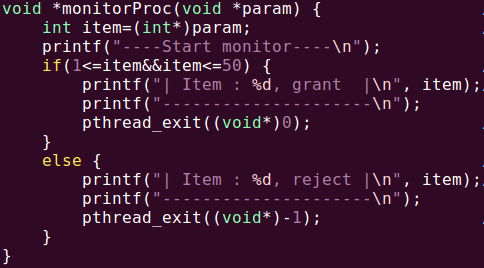 void *monitorProc(void *param) {
    int item=(int*)param;
    printf("----Start monitor----\n");
    if(1<=item&&item<=50) {
        printf("| Item : %d, grant  |\n", item);
        printf("---------------------\n");
        pthread_exit((void*)0);
    }
    else {
        printf("| Item : %d, reject |\n", item);
        printf("---------------------\n");
        pthread_exit((void*)-1);
    }
}